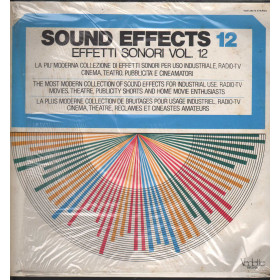 SOUND EFFECTS 12
EFFETTI SONORI VOL. 12
LA PIU' MODERNA COLLEZIONE DI EFFETTI SONORI PER USO INDUSTRIALE, RADIO-TV
CINEMA, TEATRO, PUBBLICITÀ E CINEAMATORI
THE MOST MODERN COLLECTION OF SOUND EFFECTS FOR INDUSTRIAL USE, RADIO-TV
MOVIES, THEATRE, PUBLICITY SHORTS AND HOME MOVIE ENTHUSIASTS
LA PLUS MODERNE COLLECTION DE BRUITAGES POUR USAGE INDUSTRIEL, RADIO-TV
CINEMA, THEATRE, RECLAMES ET CINEASTES AMATEURS